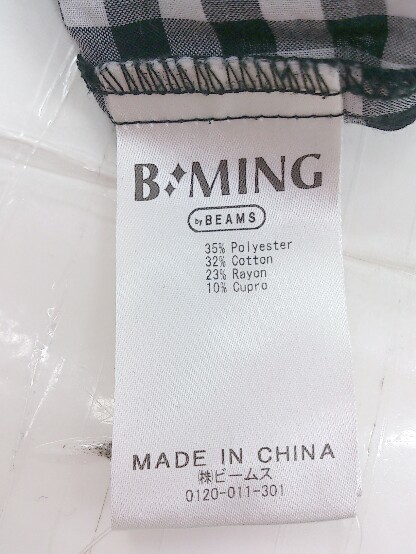 B MING
by BEAMS
35% Polyester
32% Cotton
23% Rayon
10% Cupro
MADE IN CHINA
㈱ビームス
0120-011-301